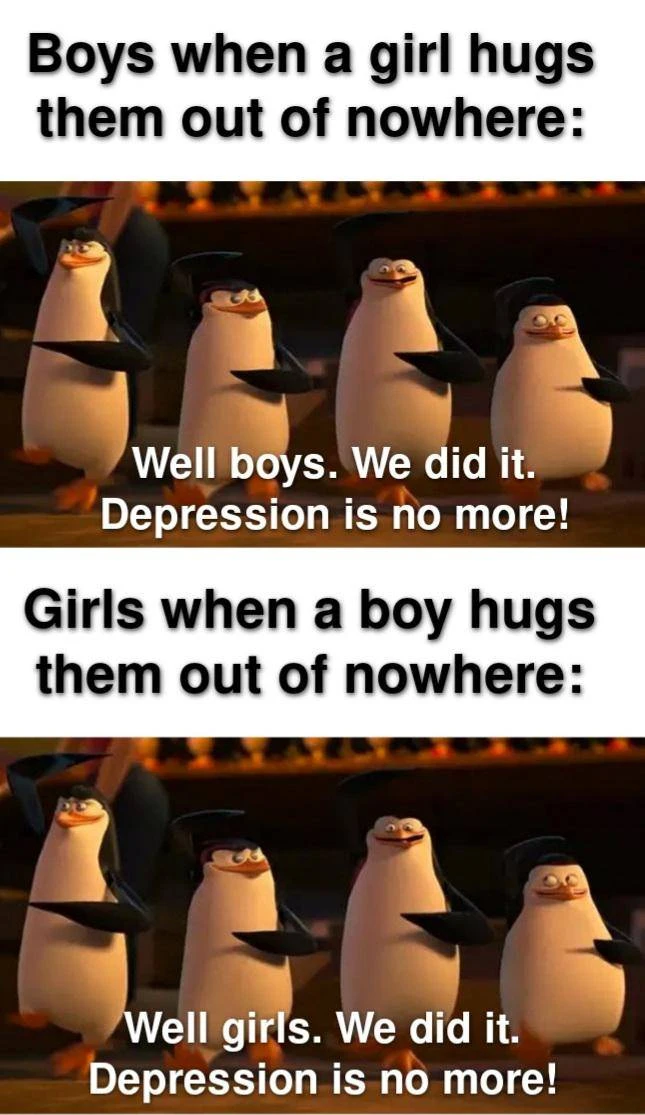 Boys when a girl hugs
them out of nowhere:
Well boys. We did it.
Depression is no more!
Girls when a boy hugs
them out of nowhere:
Well girls. We did it.
Depression is no more!